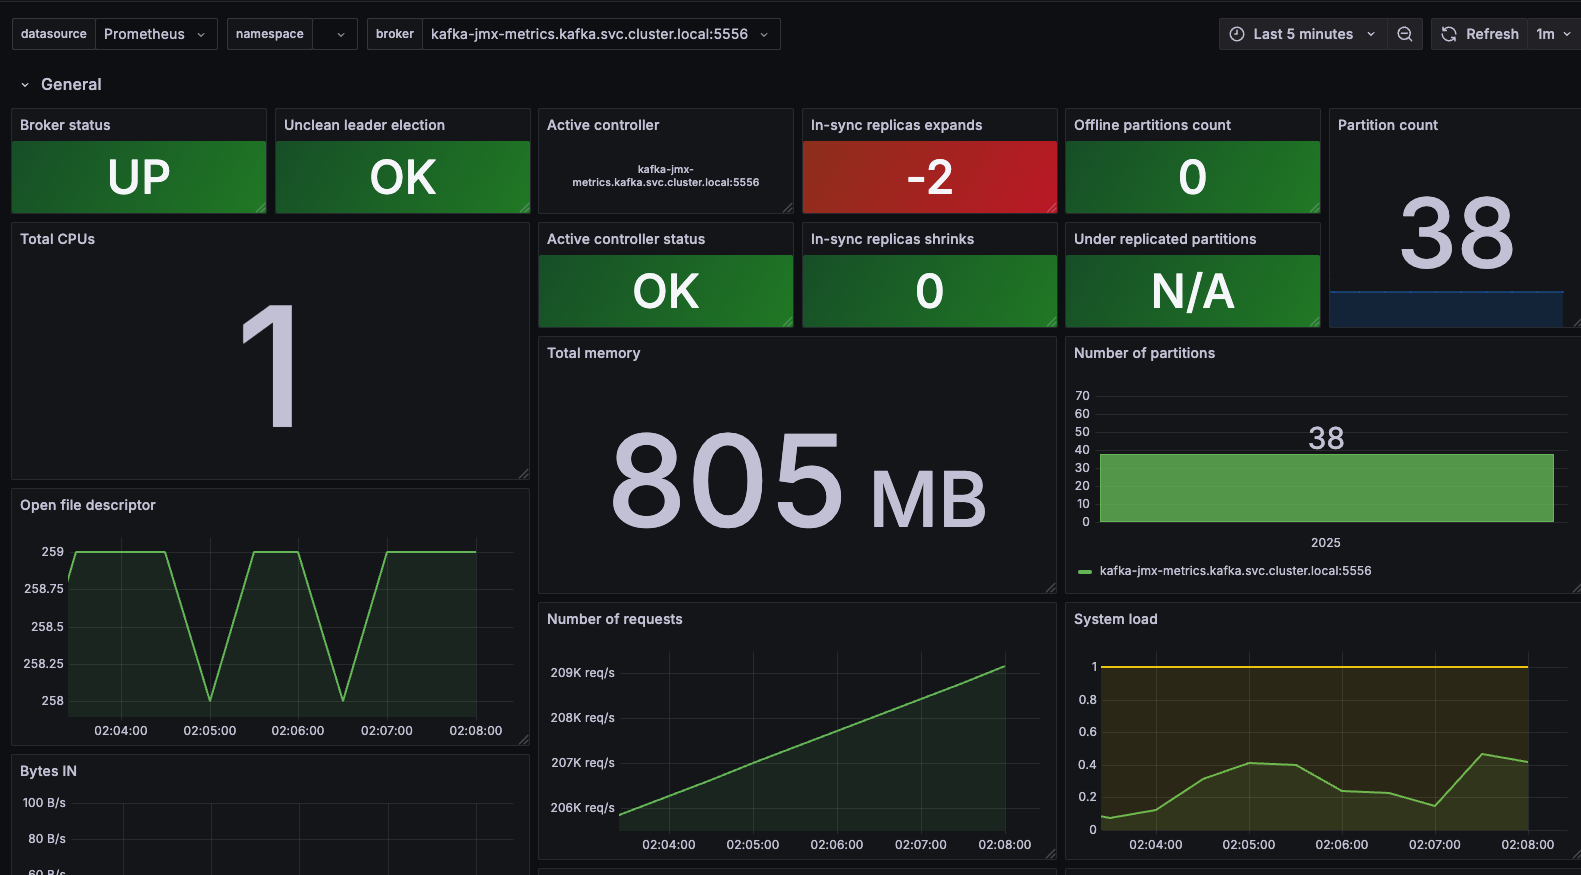 datasource Prometheus namespace broker kafka-jmx-metrics.kafka.svc.cluster.local:5556 Last 5 minutes Refresh 1m
General
Broker status
UP
Unclean leader election
OK
Active controller
kafka-jmx-
metrics.kafka.svc.cluster.local:5556
In-sync replicas expands
-2
Offline partitions count
0
Partition count
38
Total CPUs
1
Active controller status
OK
In-sync replicas shrinks
0
Under replicated partitions
N/A
Total memory
805 MB
Number of partitions
70
60
50
40
30
20
10
0
38
2025
kafka-jmx-metrics.kafka.svc.cluster.local:5556
Open file descriptor
259
258.75
258.5
258.25
258
02:04:00 02:05:00 02:06:00 02:07:00 02:08:00
Number of requests
209K req/s
208K req/s
207K req/s
206K req/s
02:04:00 02:05:00 02:06:00 02:07:00 02:08:00
System load
1
0.8
0.6
0.4
0.2
0
02:04:00 02:05:00 02:06:00 02:07:00 02:08:00
Bytes IN
100 B/s
80 B/s
60 B/s